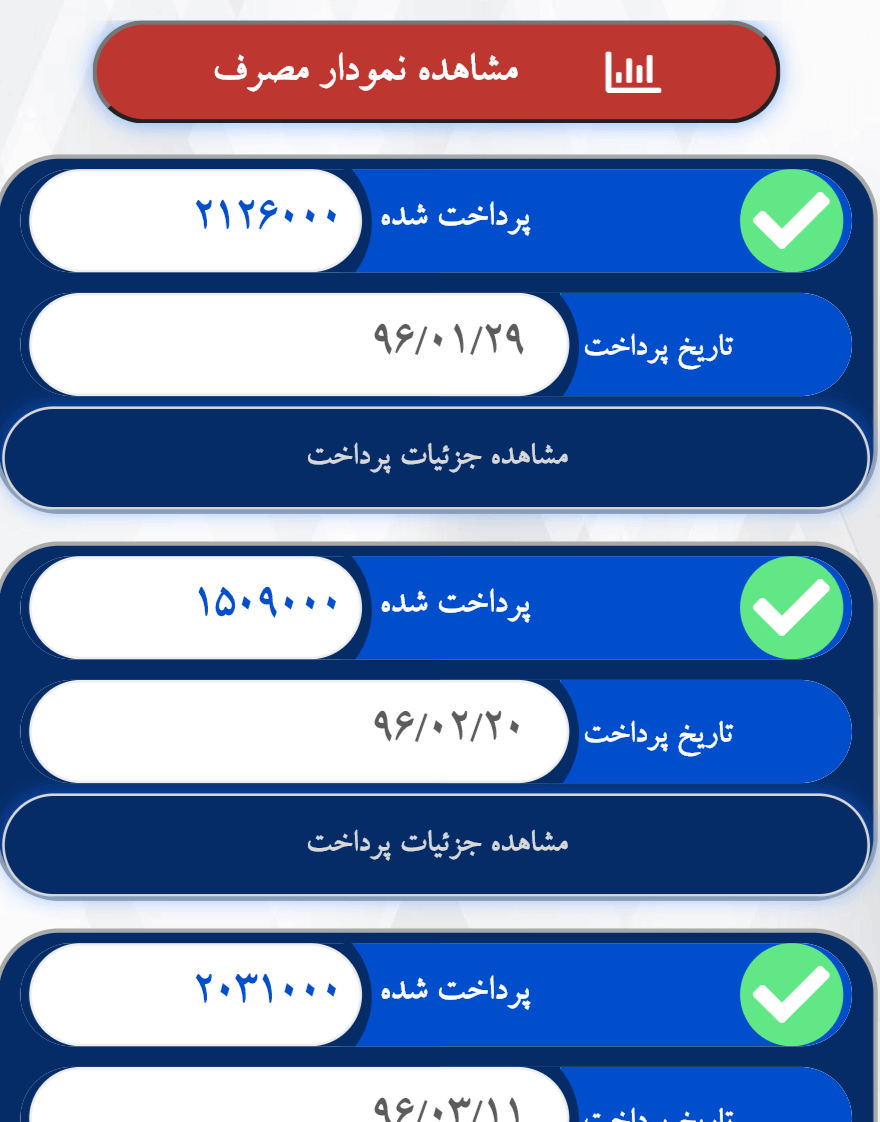 مشاهده نمودار مصرف
پرداخت شده ۲۱۲۶۰۰۰
تاریخ پرداخت ۹۶/۰۱/۲۹
مشاهده جزئیات پرداخت
پرداخت شده ۱۵۰۹۰۰۰
تاریخ پرداخت ۹۶/۰۲/۲۰
مشاهده جزئیات پرداخت
پرداخت شده ۲۰۳۱۰۰۰
تاریخ پرداخت ۹۶/۰۳/۱۱